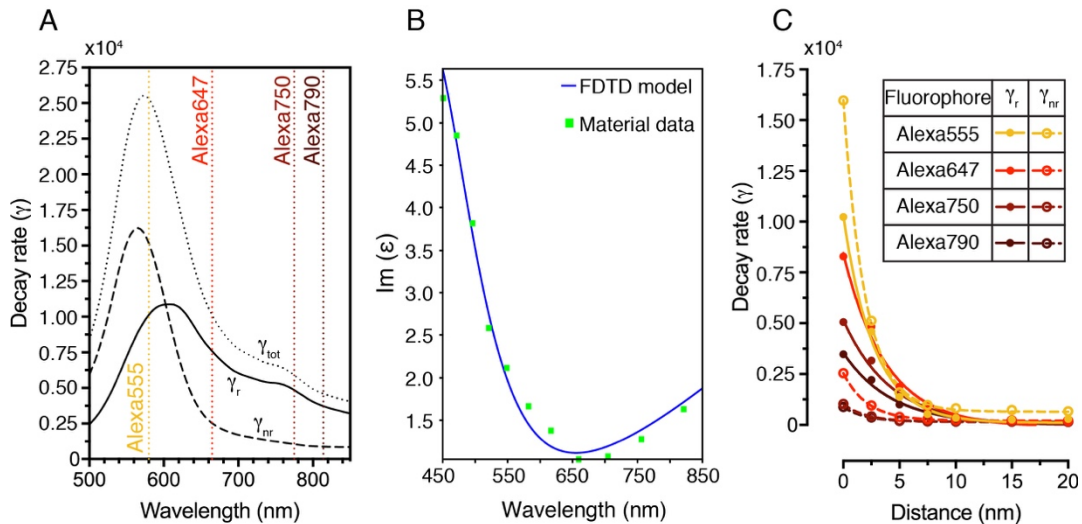 A
x10⁴
Decay rate (γ)
2.75
25.0
22.5
20.0
1.75
1.50
1.25
1.00
0.75
0.50
0.25
0
500
600
700
800
Wavelength (nm)
Alexa555
Alexa647
Alexa750
Alexa790
γtot
γr
γnr
B
Im (ε)
5.5
5.0
4.5
4.0
3.5
3.0
2.5
2.0
1.5
450
550
650
750
850
Wavelength (nm)
FDTD model
Material data
C
x10⁴
Decay rate (γ)
1.75
1.50
1.25
1.00
0.75
0.50
0.25
0.00
0
5
10
15
20
Distance (nm)
Fluorophore γr γnr
Alexa555
Alexa647
Alexa750
Alexa790